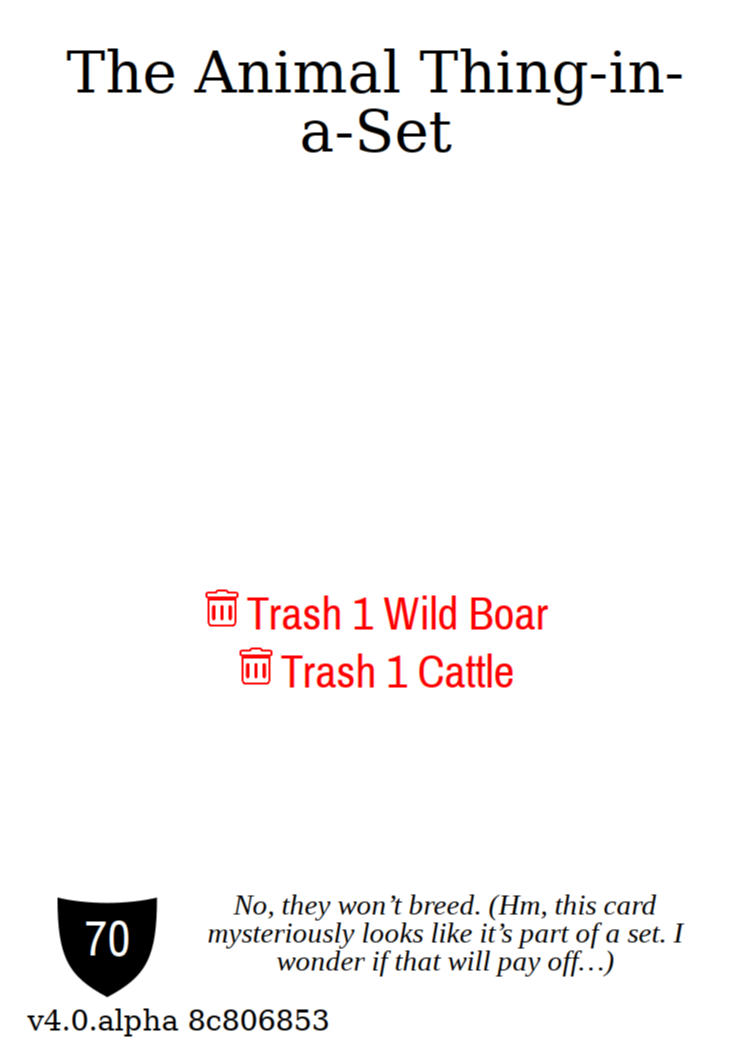 The Animal Thing-in-
a-Set
Trash 1 Wild Boar
Trash 1 Cattle
70
No, they won’t breed. (Hm, this card
mysteriously looks like it’s part of a set. I
wonder if that will pay off…)
v4.0.alpha 8c806853